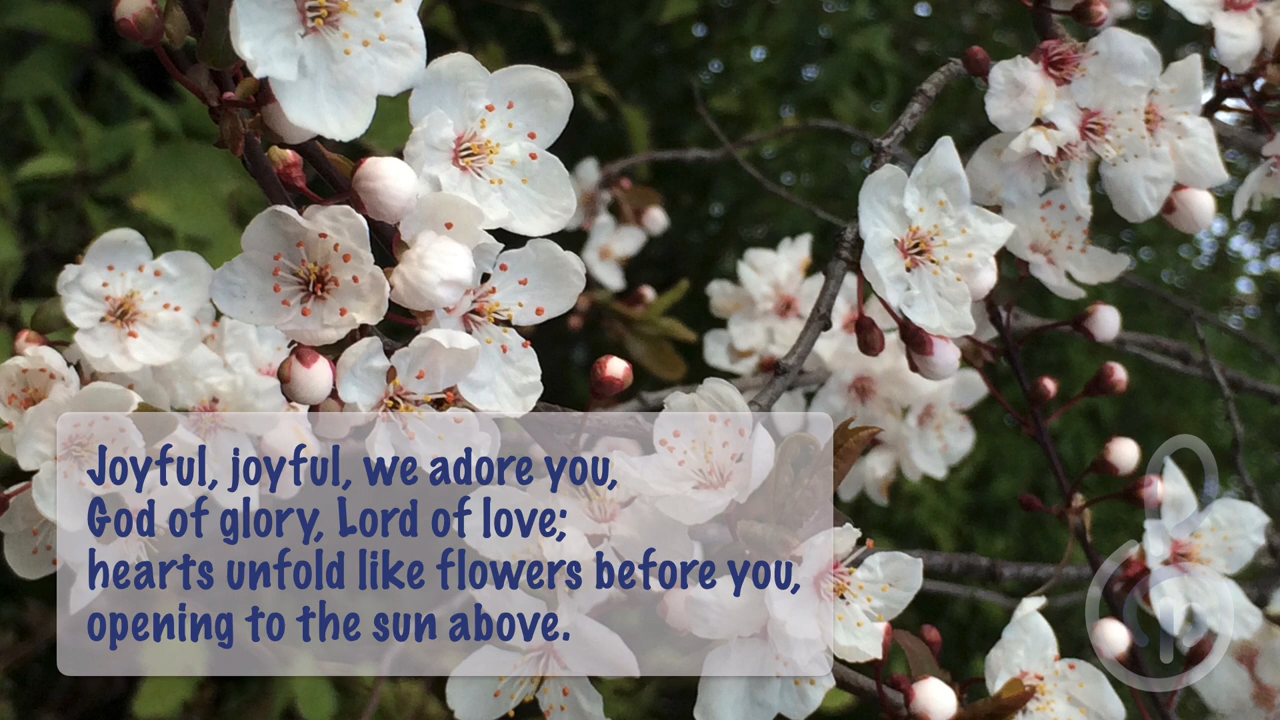 Joyful, joyful, we adore you,
God of glory, Lord of love;
hearts unfold like flowers before you,
opening to the sun above.